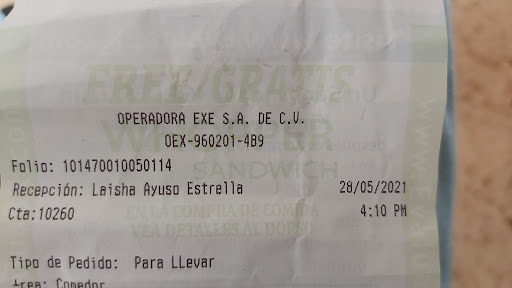 FREE/GRATIS
OPERADORA EXE S.A. DE C.V.
OEX-960201-4B9
WHOPPER
Folio: 101470010050114
SANDWICH
Recepción: Laisha Ayuso Estrella 28/05/2021
Cta:10260 4:10 PM
EN LA COMPRA DE COMIDA
VEA DETALLES AL DORSO
Tipo de Pedido: Para LLevar
Area: Comedor